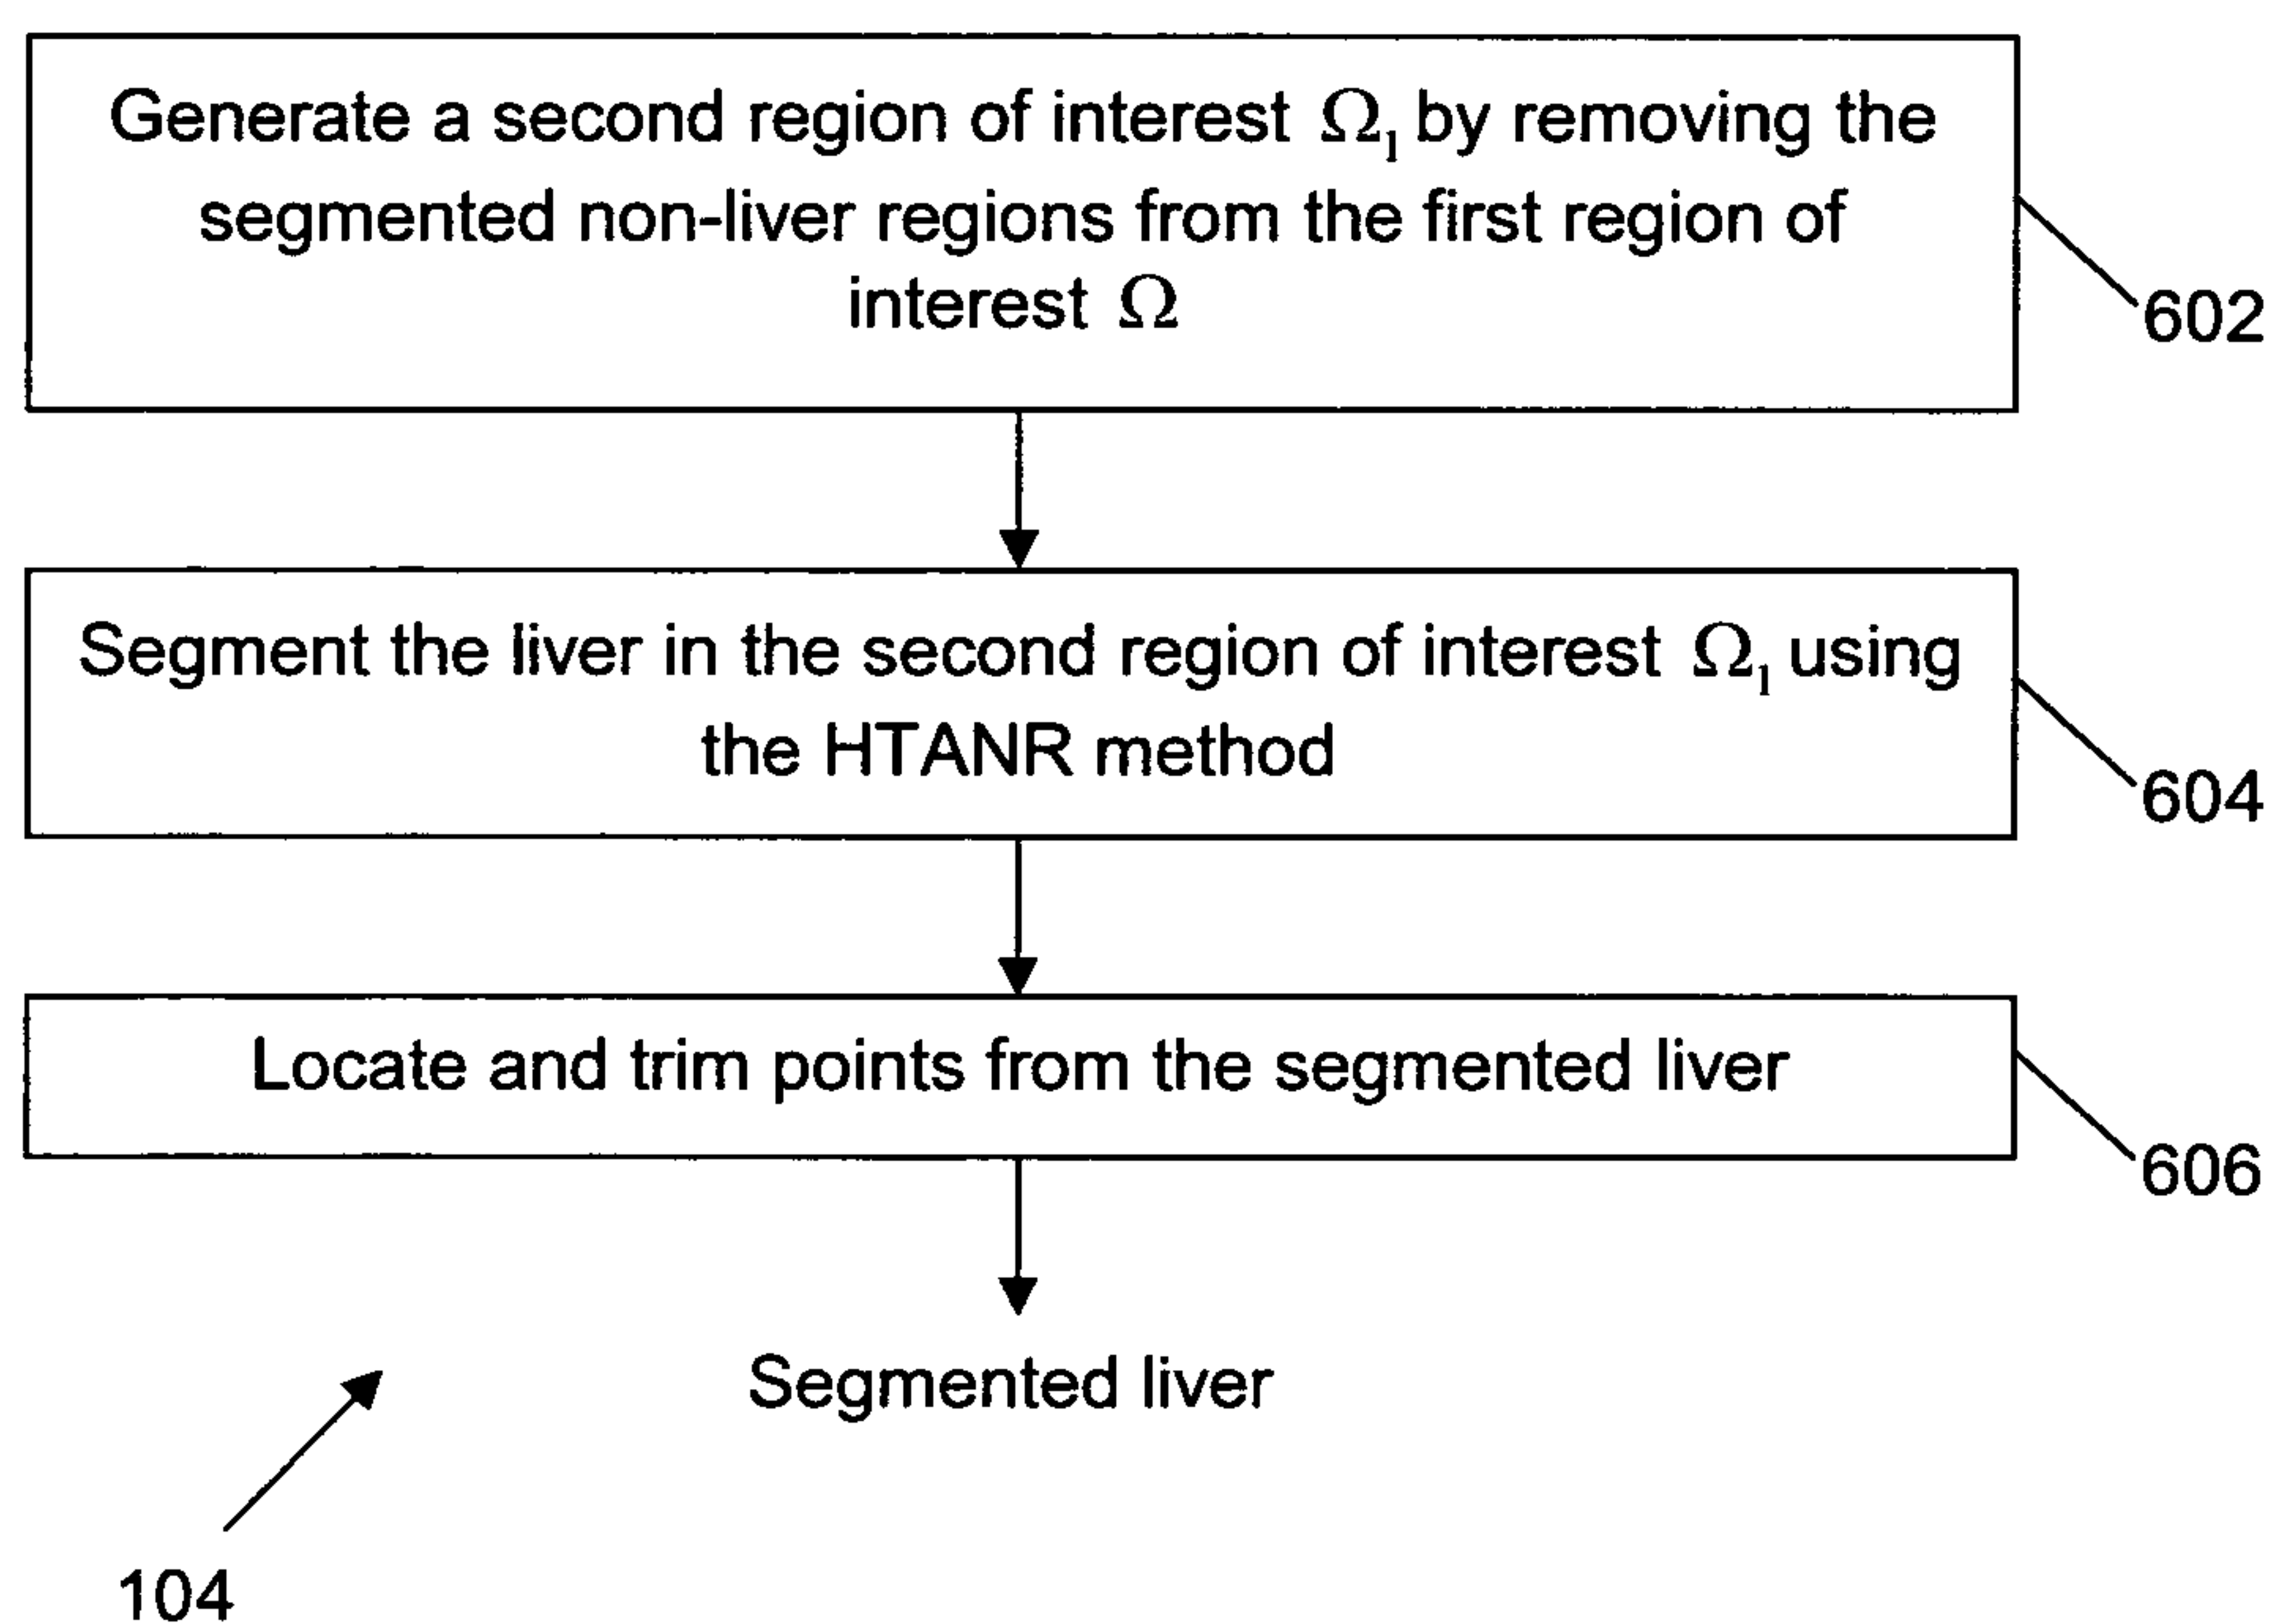 Generate a second region of interest Ω₁ by removing the
segmented non-liver regions from the first region of
interest Ω
602
Segment the liver in the second region of interest Ω₁ using
the HTANR method
604
Locate and trim points from the segmented liver
606
Segmented liver
104